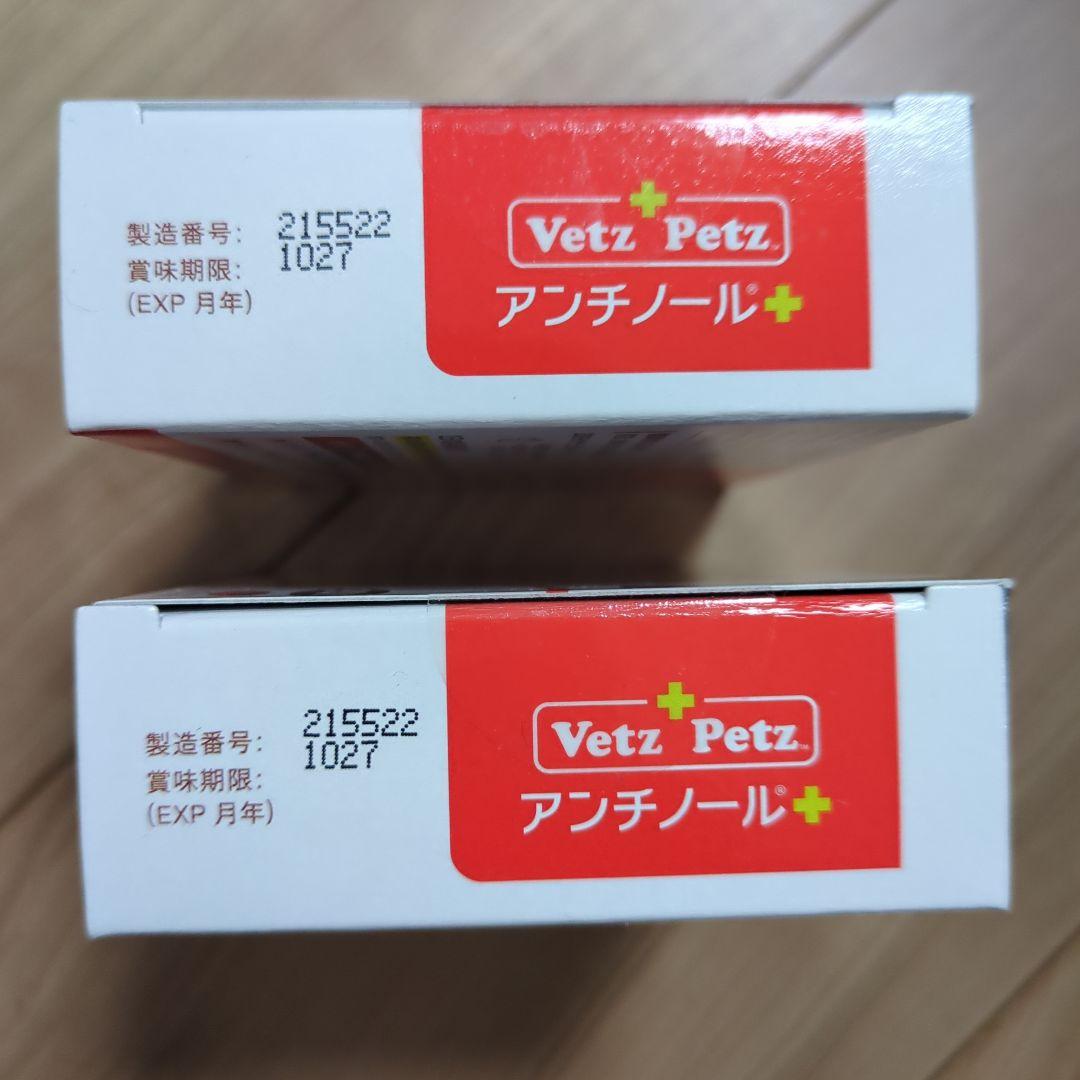 製造番号: 215522
賞味期限: 1027
(EXP 月年)
Vetz Petz™
アンチノール®
製造番号: 215522
賞味期限: 1027
(EXP 月年)
Vetz Petz™
アンチノール®